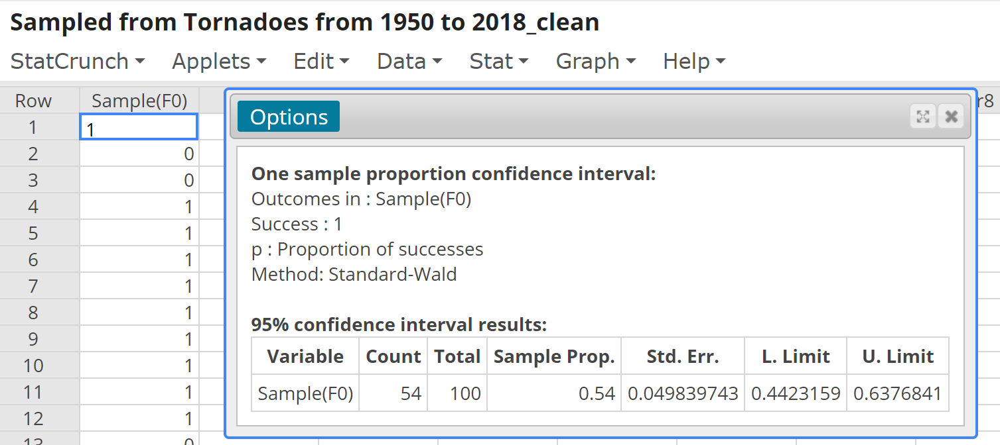 Sampled from Tornadoes from 1950 to 2018_clean
StatCrunch Applets Edit Data Stat Graph Help
Row Sample(F0) r8
1 1
2 0
3 0
4 1
5 1
6 1
7 1
8 1
9 1
10 1
11 1
12 1
13 0
Options
One sample proportion confidence interval:
Outcomes in : Sample(F0)
Success : 1
p : Proportion of successes
Method: Standard-Wald
95% confidence interval results:
Variable Count Total Sample Prop. Std. Err. L. Limit U. Limit
Sample(F0) 54 100 0.54 0.049839743 0.4423159 0.6376841